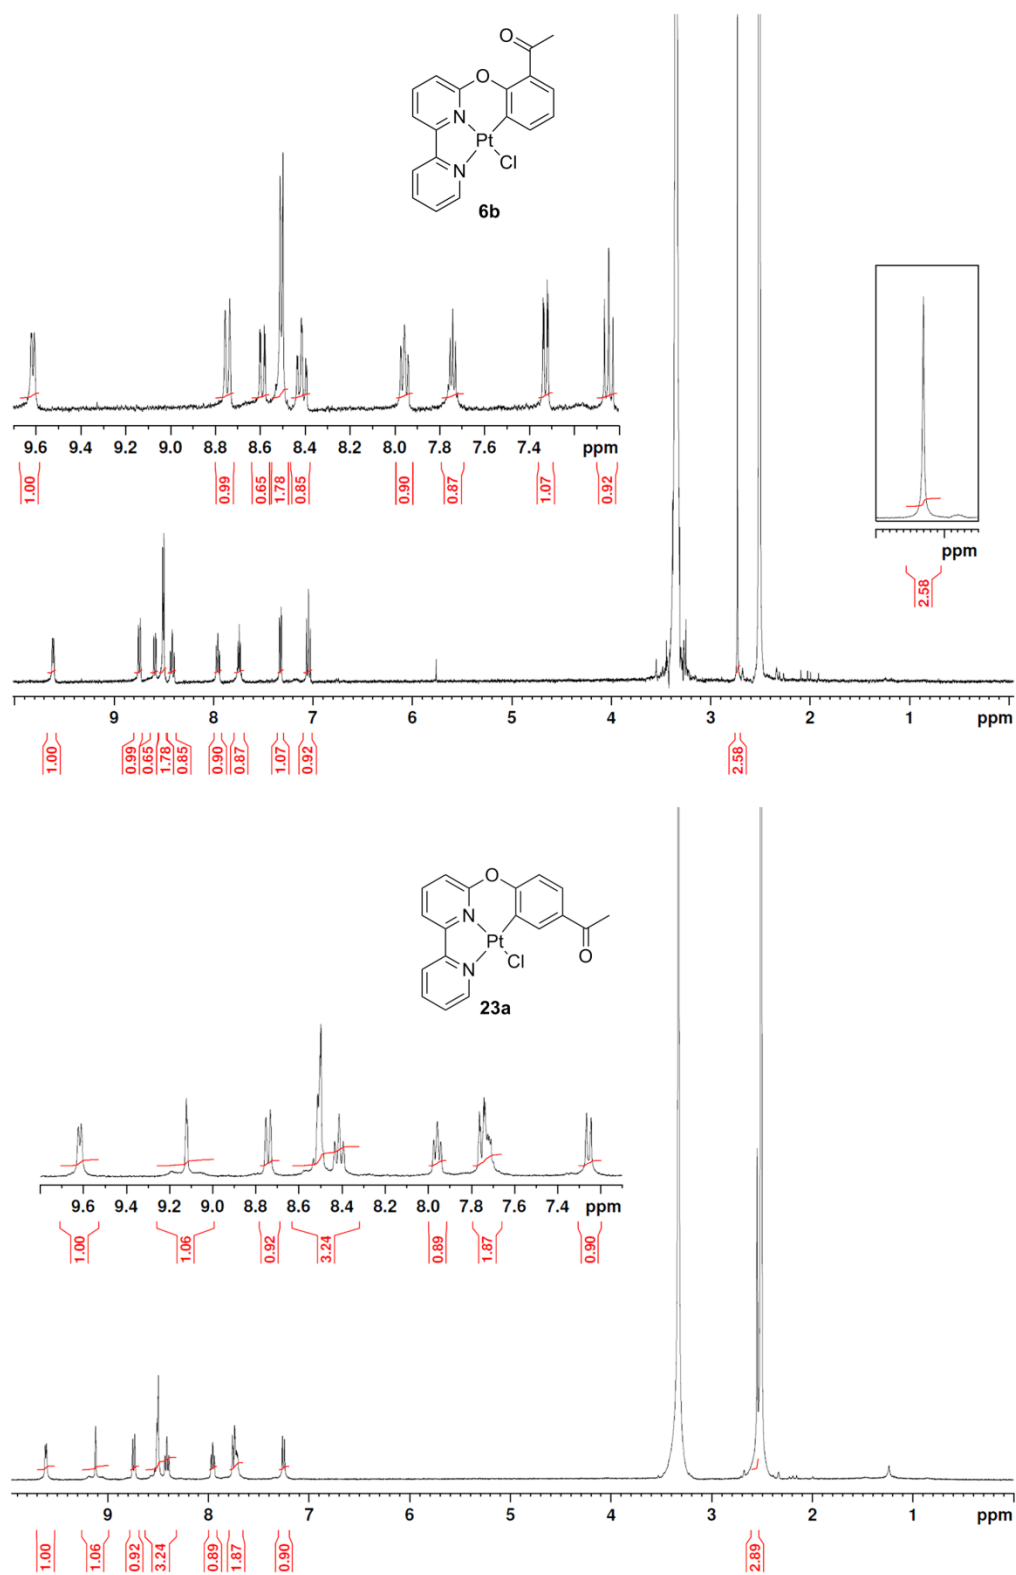 O
O
N
Pt
Cl
N
6b
9.6 9.4 9.2 9.0 8.8 8.6 8.4 8.2 8.0 7.8 7.6 7.4 ppm
1.00 0.99 0.65 1.78 0.85 0.90 0.87 1.07 0.92
ppm
2.58
9 8 7 6 5 4 3 2 1 ppm
1.00 0.99 0.65 1.78 0.85 0.90 0.87 1.07 0.92 2.58
O
N
Pt
Cl
O
N
23a
9.6 9.4 9.2 9.0 8.8 8.6 8.4 8.2 8.0 7.8 7.6 7.4 ppm
1.00 1.06 0.92 3.24 0.89 1.87 0.90
9 8 7 6 5 4 3 2 1 ppm
1.00 1.06 0.92 3.24 0.89 1.87 0.90 2.89